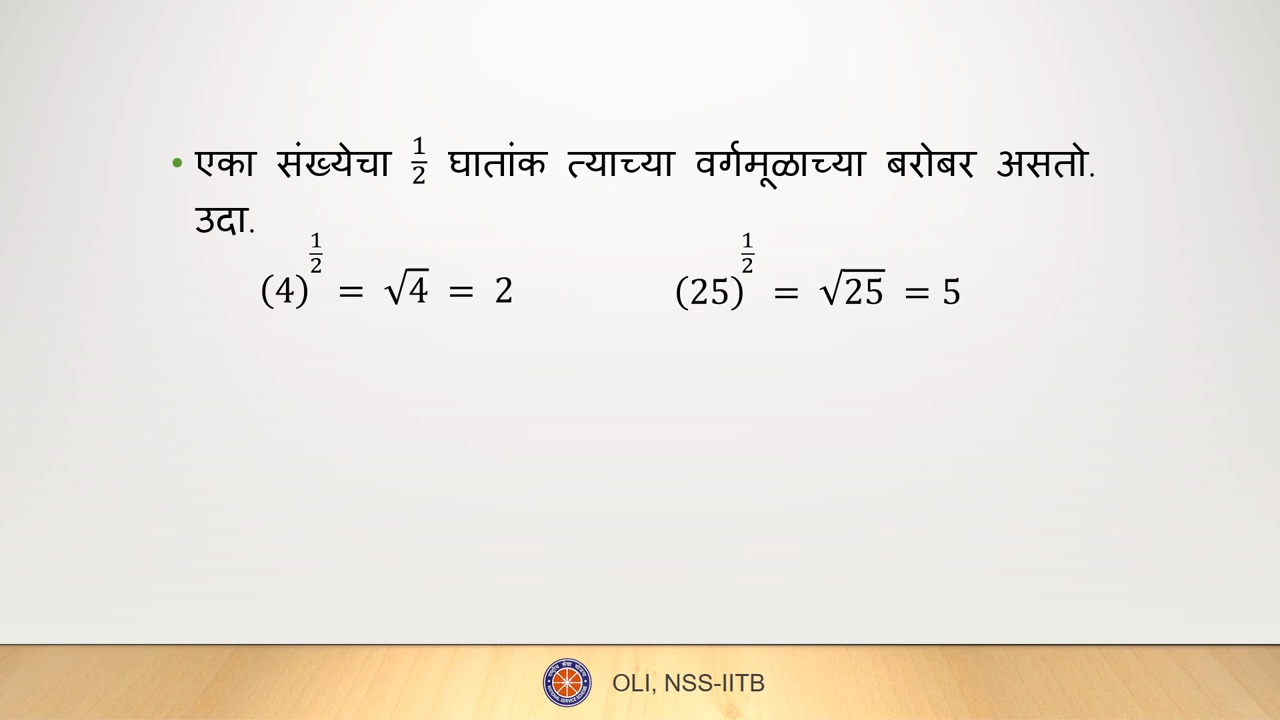 • एका संख्येचा 1/2 घातांक त्याच्या वर्गमूळाच्या बरोबर असतो.
उदा.
(4)^(1/2) = √4 = 2 (25)^(1/2) = √25 = 5
OLI, NSS-IITB